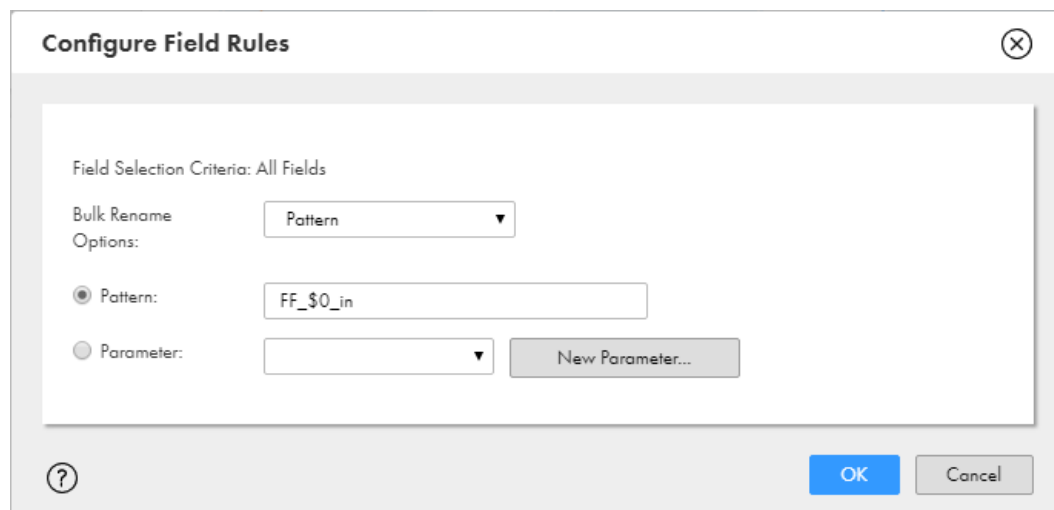 Configure Field Rules
Field Selection Criteria: All Fields
Bulk Rename
Options:
Pattern
Pattern:
FF_$0_in
Parameter:
New Parameter...
?
OK
Cancel